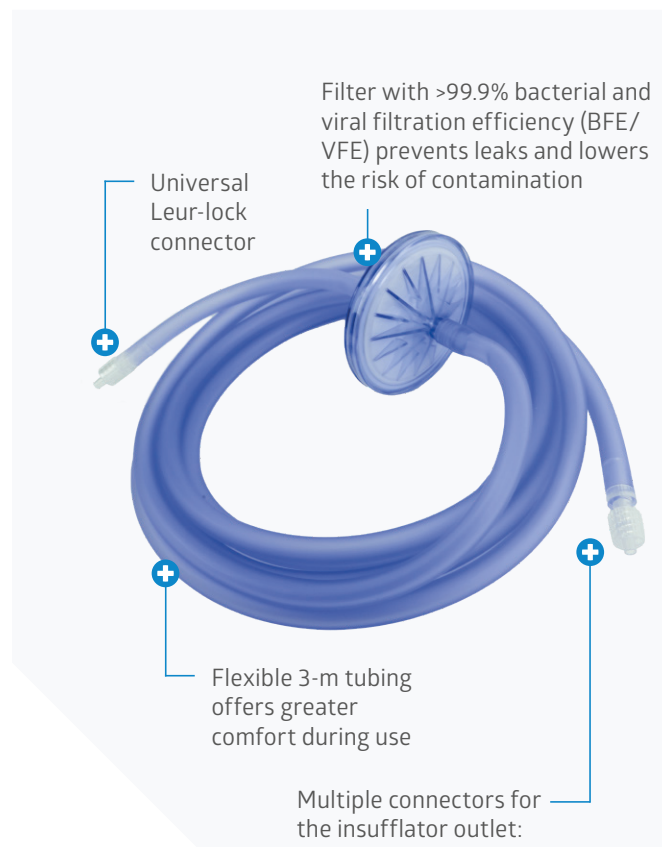 Filter with >99.9% bacterial and
viral filtration efficiency (BFE/
VFE) prevents leaks and lowers
the risk of contamination
Universal
Leur-lock
connector
Flexible 3-m tubing
offers greater
comfort during use
Multiple connectors for
the insufflator outlet: